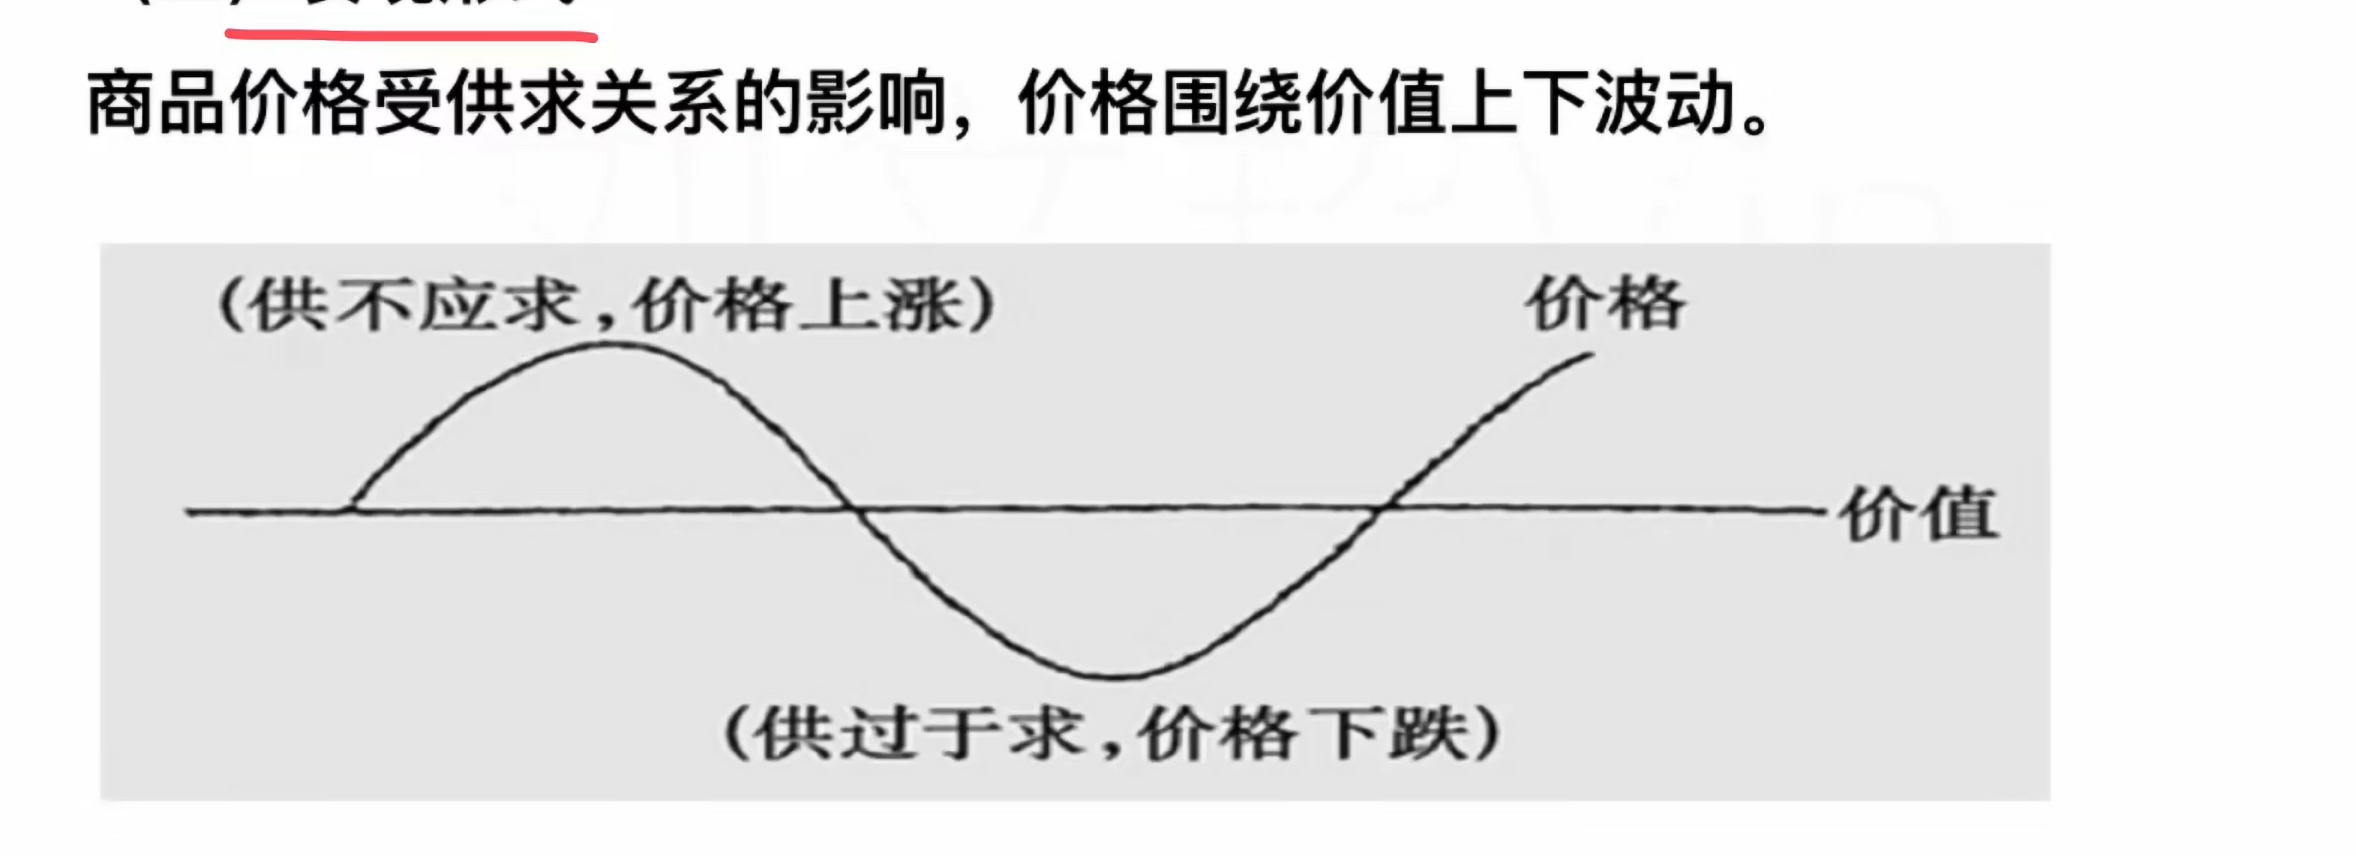 商品价格受供求关系的影响，价格围绕价值上下波动。
(供不应求,价格上涨)
价格
价值
(供过于求,价格下跌)